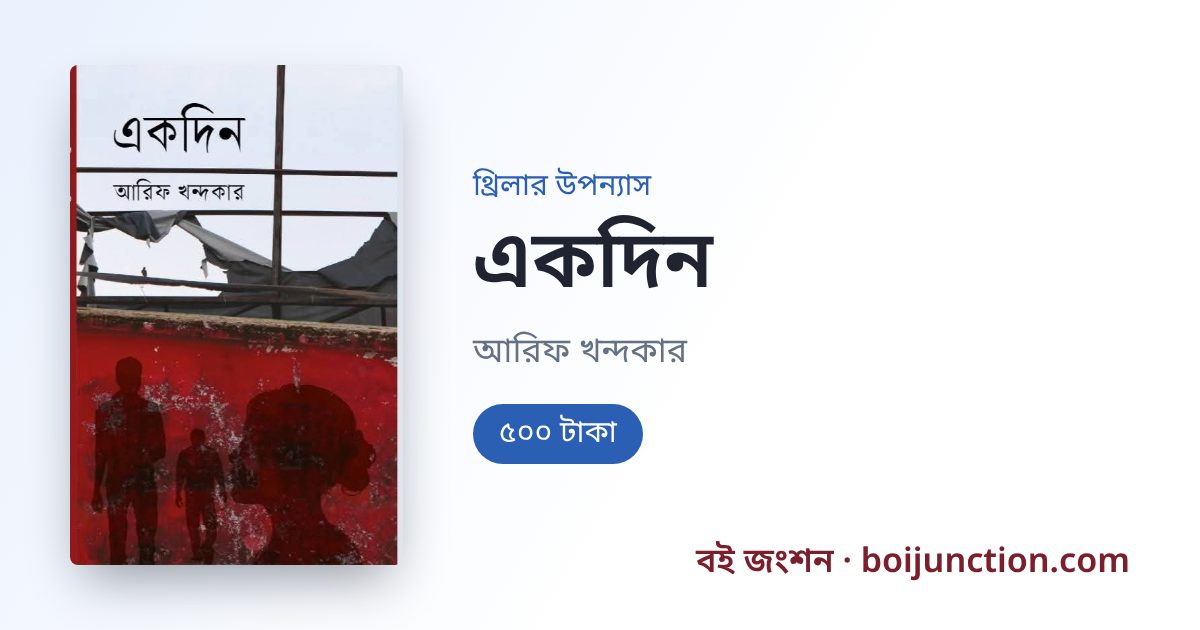 একদিন
আরিফ খন্দকার
থ্রিলার উপন্যাস
একদিন
আরিফ খন্দকার
৫০০ টাকা
বই জংশন · boijunction.com